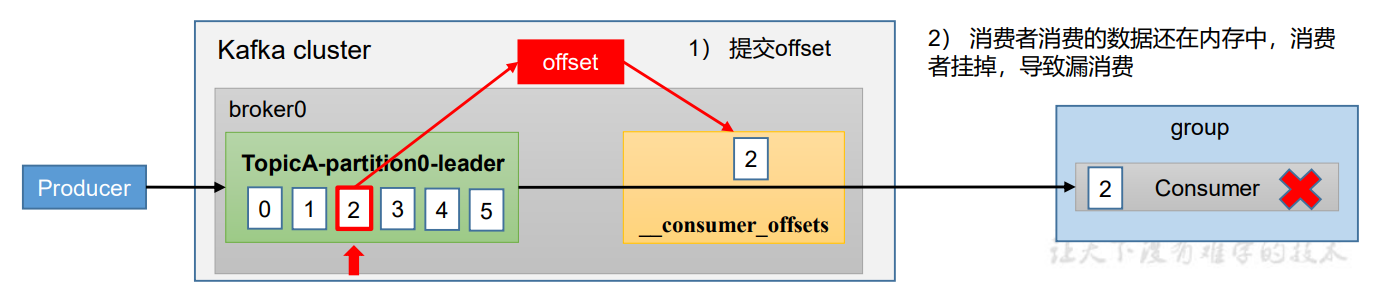 Kafka cluster
offset
1） 提交offset
2） 消费者消费的数据还在内存中，消费
者挂掉，导致漏消费
broker0
group
TopicA-partition0-leader
2
Producer
0 1 2 3 4 5
__consumer_offsets
2 Consumer
让天下没有难学的技术